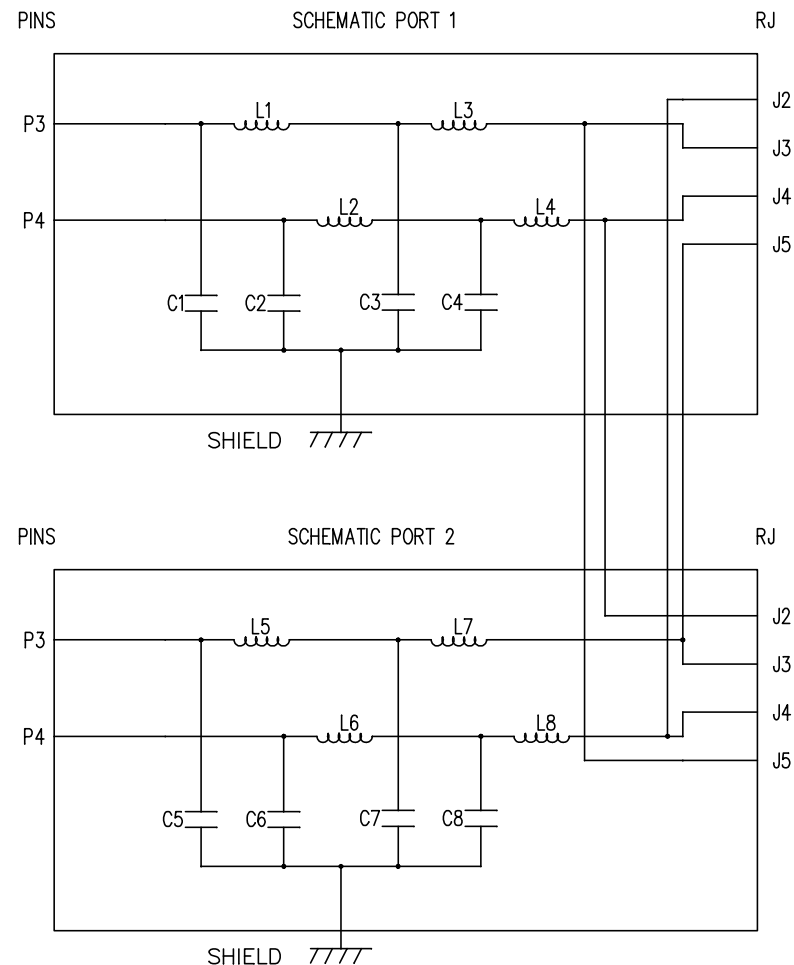 PINS SCHEMATIC PORT 1 RJ
J2
L1 L3
P3
J3
J4
L2 L4
P4
J5
C1 C2 C3 C4
SHIELD
PINS SCHEMATIC PORT 2 RJ
J2
L5 L7
P3
J3
J4
L6 L8
P4
J5
C5 C6 C7 C8
SHIELD